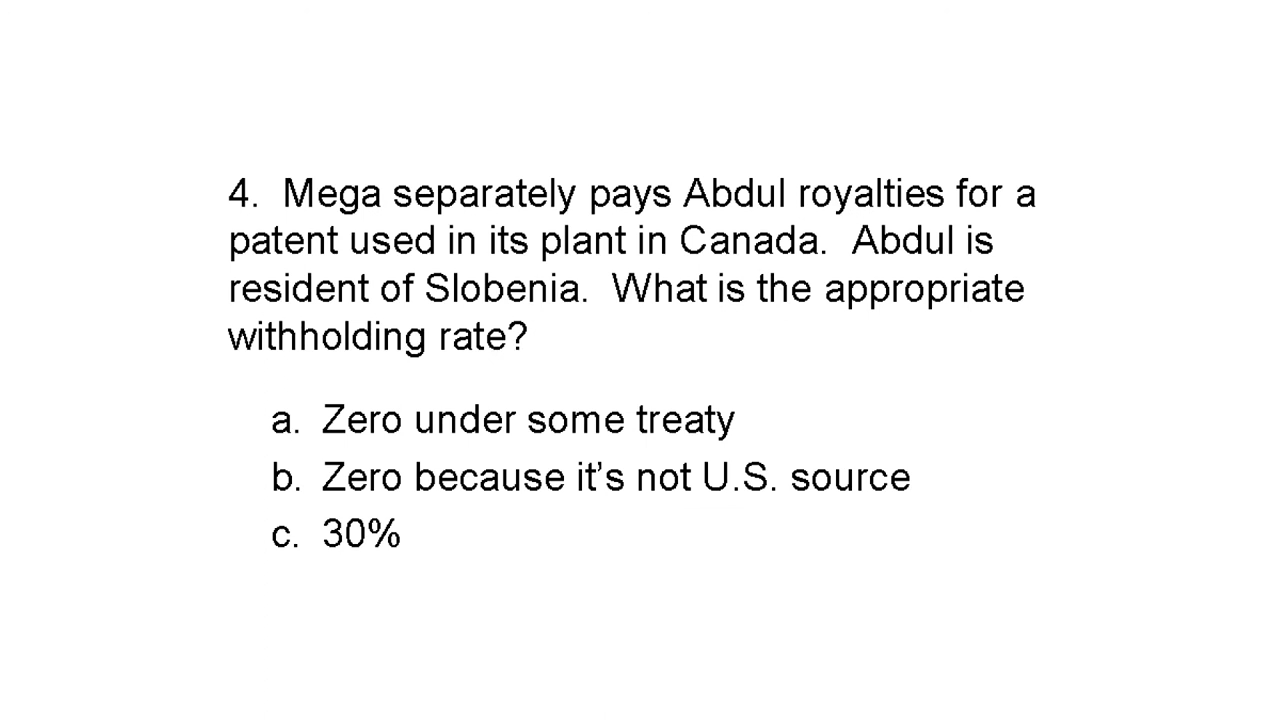 4. Mega separately pays Abdul royalties for a
patent used in its plant in Canada. Abdul is
resident of Slobenia. What is the appropriate
withholding rate?
a. Zero under some treaty
b. Zero because it's not U.S. source
c. 30%